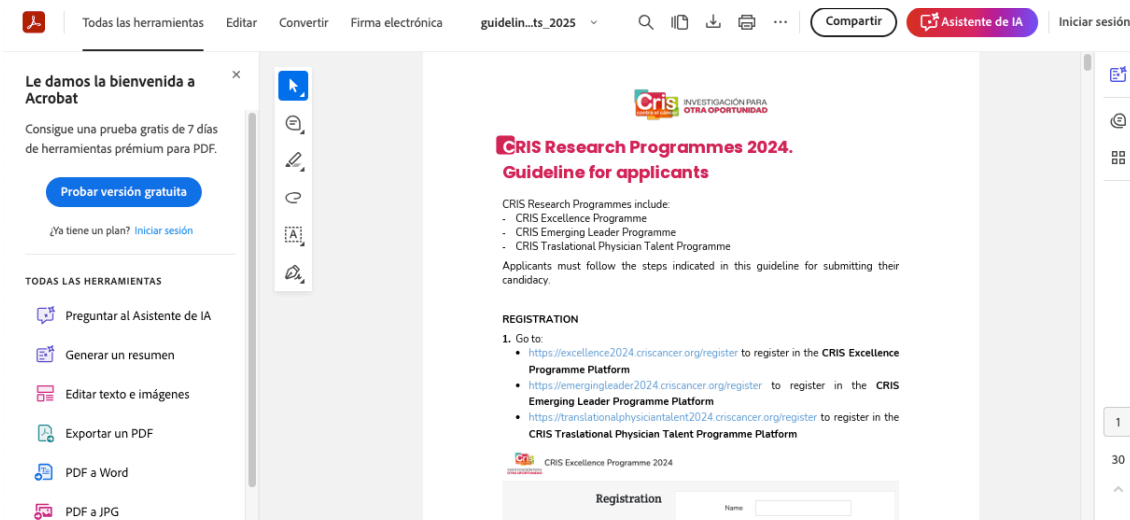 Todas las herramientas
Editar
Convertir
Firma electrónica
guidelin...ts_2025
Compartir
Asistente de IA
Iniciar sesión
Le damos la bienvenida a
Acrobat
Consigue una prueba gratis de 7 días
de herramientas prémium para PDF.
Probar versión gratuita
¿Ya tiene un plan? Iniciar sesión
TODAS LAS HERRAMIENTAS
Preguntar al Asistente de IA
Generar un resumen
Editar texto e imágenes
Exportar un PDF
PDF a Word
PDF a JPG
Cris
contra el cáncer
INVESTIGACIÓN PARA
OTRA OPORTUNIDAD
CRIS Research Programmes 2024.
Guideline for applicants
CRIS Research Programmes include:
- CRIS Excellence Programme
- CRIS Emerging Leader Programme
- CRIS Traslational Physician Talent Programme
Applicants must follow the steps indicated in this guideline for submitting their
candidacy.
REGISTRATION
1. Go to:
• https://excellence2024.criscancer.org/register to register in the CRIS Excellence
Programme Platform
• https://emergingleader2024.criscancer.org/register to register in the CRIS
Emerging Leader Programme Platform
• https://translationalphysiciantalent2024.criscancer.org/register to register in the
CRIS Traslational Physician Talent Programme Platform
Cris
INVESTIGACIÓN PARA
OTRA OPORTUNIDAD
CRIS Excellence Programme 2024
Registration
Name
1
30